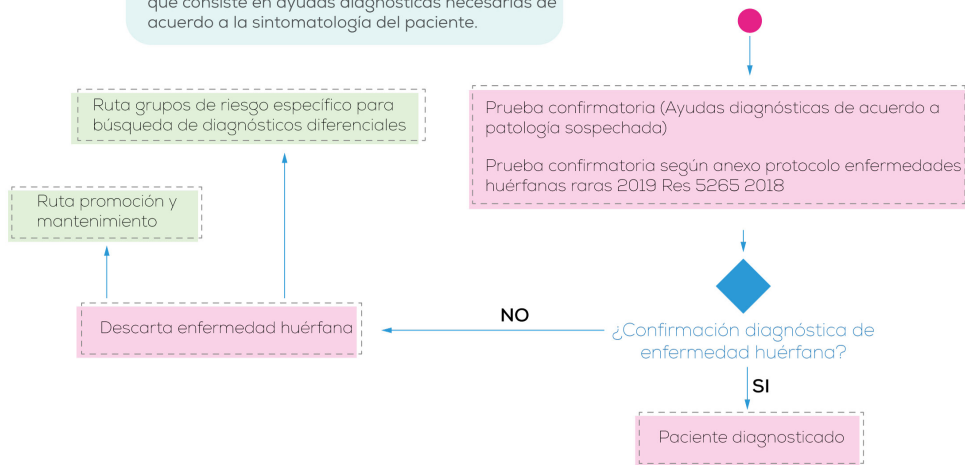 que consiste en ayudas diagnósticas necesarias de
acuerdo a la sintomatología del paciente.
Ruta grupos de riesgo específico para
búsqueda de diagnósticos diferenciales
Prueba confirmatoria (Ayudas diagnósticas de acuerdo a
patología sospechada)
Prueba confirmatoria según anexo protocolo enfermedades
huérfanas raras 2019 Res 5265 2018
Ruta promoción y
mantenimiento
Descarta enfermedad huérfana
NO
¿Confirmación diagnóstica de
enfermedad huérfana?
SI
Paciente diagnosticado